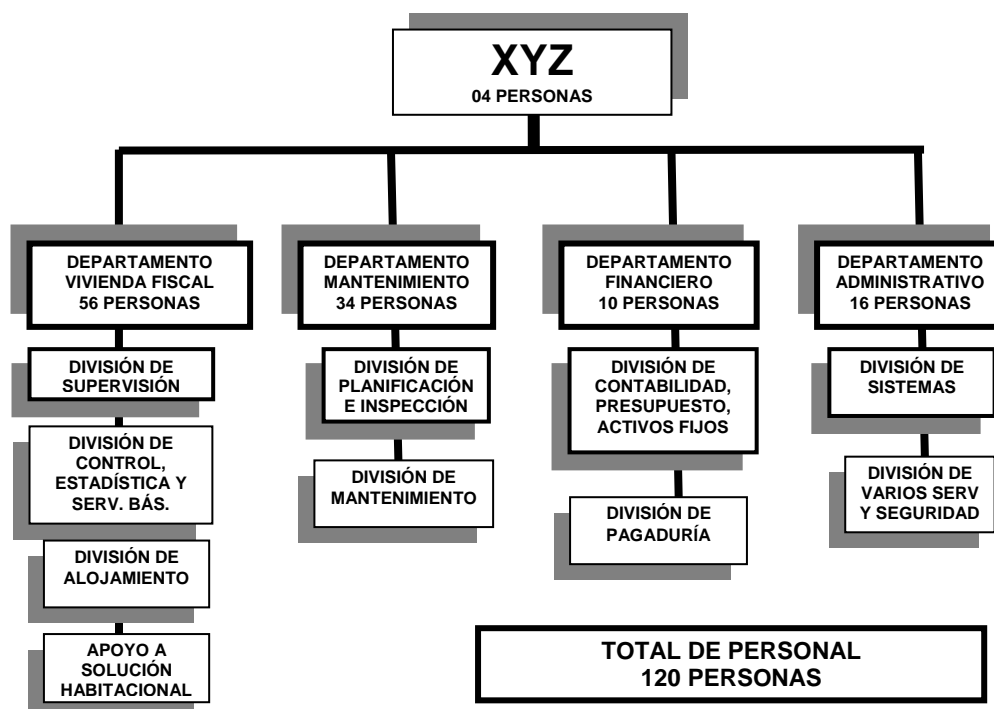 XYZ
04 PERSONAS
DEPARTAMENTO
VIVIENDA FISCAL
56 PERSONAS
DIVISIÓN DE
SUPERVISIÓN
DIVISIÓN DE
CONTROL,
ESTADÍSTICA Y
SERV. BÁS.
DIVISIÓN DE
ALOJAMIENTO
APOYO A
SOLUCIÓN
HABITACIONAL
DEPARTAMENTO
MANTENIMIENTO
34 PERSONAS
DIVISIÓN DE
PLANIFICACIÓN
E INSPECCIÓN
DIVISIÓN DE
MANTENIMIENTO
DEPARTAMENTO
FINANCIERO
10 PERSONAS
DIVISIÓN DE
CONTABILIDAD,
PRESUPUESTO,
ACTIVOS FIJOS
DIVISIÓN DE
PAGADURÍA
DEPARTAMENTO
ADMINISTRATIVO
16 PERSONAS
DIVISIÓN DE
SISTEMAS
DIVISIÓN DE
VARIOS SERV
Y SEGURIDAD
TOTAL DE PERSONAL
120 PERSONAS